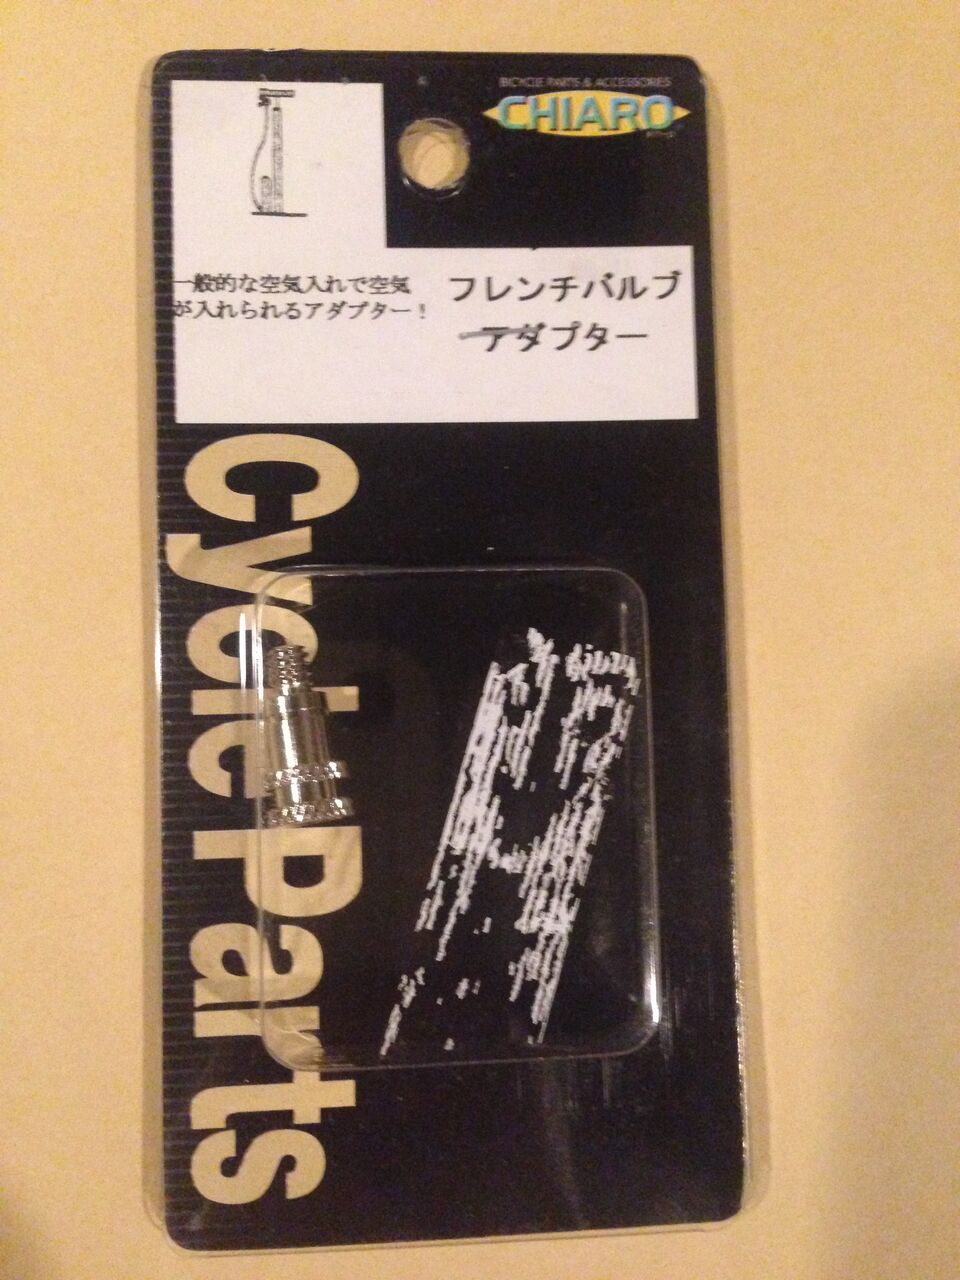 BICYCLE PARTS & ACCESSORIES
CHIARO
一般的な空気入れで空気
が入れられるアダプター！
フレンチバルブ
アダプター
Cycle Parts